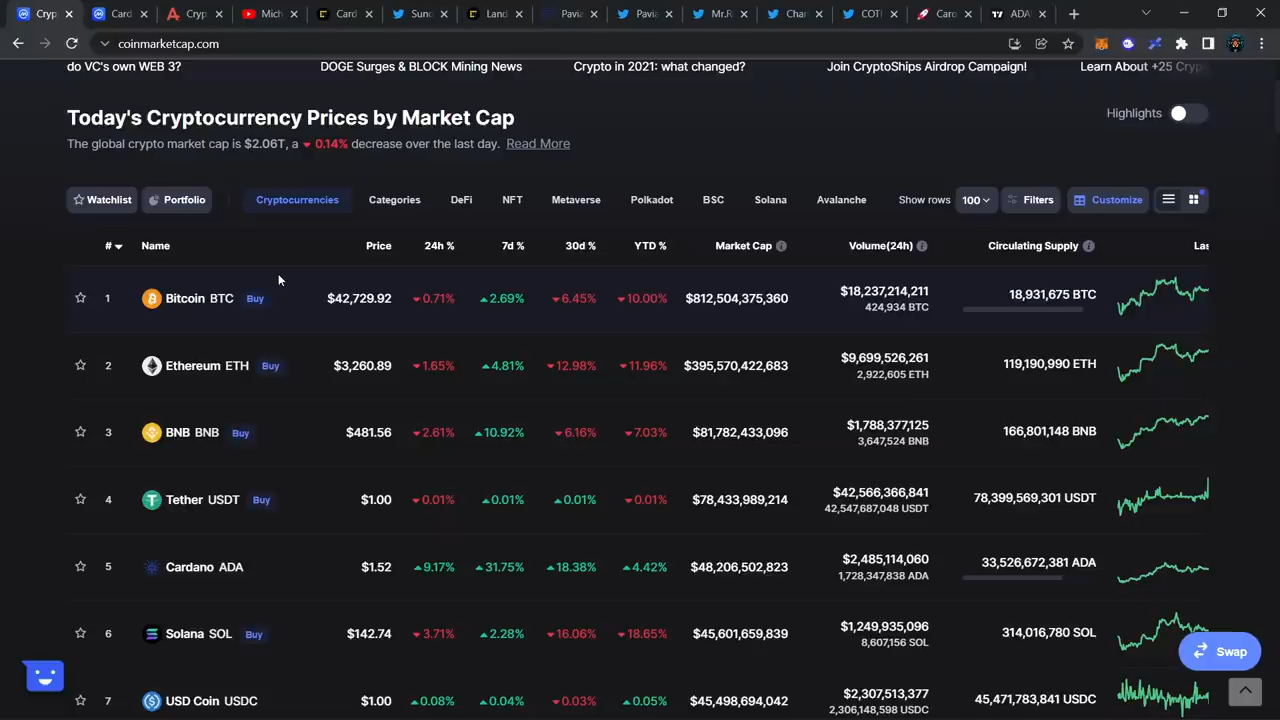 Cryp
Card
Cryp
Mich
Card
Sund
Land
Pavia
Pavia
Mr.R
Char
COTI
Card
ADA
coinmarketcap.com
do VC's own WEB 3?
DOGE Surges & BLOCK Mining News
Crypto in 2021: what changed?
Join CryptoShips Airdrop Campaign!
Learn About +25 Cryp
Today's Cryptocurrency Prices by Market Cap
Highlights
The global crypto market cap is $2.06T, a 0.14% decrease over the last day. Read More
Watchlist Portfolio Cryptocurrencies Categories DeFi NFT Metaverse Polkadot BSC Solana Avalanche Show rows 100 Filters Customize
# Name Price 24h % 7d % 30d % YTD % Market Cap Volume(24h) Circulating Supply Las
1 Bitcoin BTC Buy $42,729.92 0.71% 2.69% 6.45% 10.00% $812,504,375,360 $18,237,214,211 18,931,675 BTC
424,934 BTC
2 Ethereum ETH Buy $3,260.89 1.65% 4.81% 12.98% 11.96% $395,570,422,683 $9,699,526,261 119,190,990 ETH
2,922,605 ETH
3 BNB BNB Buy $481.56 2.61% 10.92% 6.16% 7.03% $81,782,433,096 $1,788,377,125 166,801,148 BNB
3,647,524 BNB
4 Tether USDT Buy $1.00 0.01% 0.01% 0.01% 0.01% $78,433,989,214 $42,566,366,841 78,399,569,301 USDT
42,547,687,048 USDT
5 Cardano ADA $1.52 9.17% 31.75% 18.38% 4.42% $48,206,502,823 $2,485,114,060 33,526,672,381 ADA
1,728,347,838 ADA
6 Solana SOL Buy $142.74 3.71% 2.28% 16.06% 18.65% $45,601,659,839 $1,249,935,096 314,016,780 SOL
8,607,156 SOL
Swap
7 USD Coin USDC $1.00 0.08% 0.04% 0.03% 0.05% $45,498,694,042 $2,307,513,377 45,471,783,841 USDC
2,306,148,598 USDC